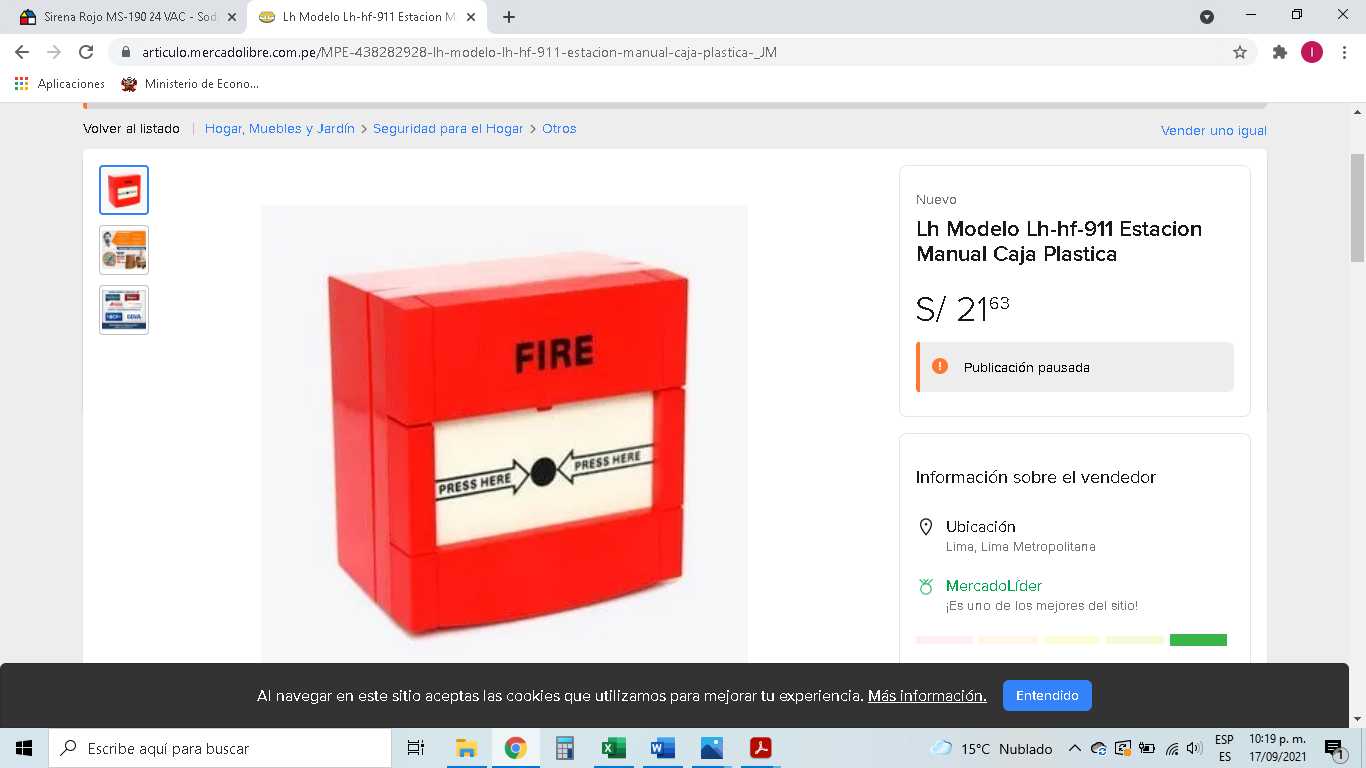 Sirena Rojo MS-190 24 VAC - Sod
Lh Modelo Lh-hf-911 Estacion M
articulo.mercadolibre.com.pe/MPE-438282928-lh-modelo-lh-hf-911-estacion-manual-caja-plastica-_JM
I
Aplicaciones
Ministerio de Econo...
Volver al listado | Hogar, Muebles y Jardín > Seguridad para el Hogar > Otros
Vender uno igual
FIRE
PRESS HERE
PRESS HERE
Nuevo
Lh Modelo Lh-hf-911 Estacion
Manual Caja Plastica
S/ 21 63
Publicación pausada
Información sobre el vendedor
Ubicación
Lima, Lima Metropolitana
MercadoLíder
¡Es uno de los mejores del sitio!
Al navegar en este sitio aceptas las cookies que utilizamos para mejorar tu experiencia. Más información.
Entendido
Escribe aquí para buscar
15°C Nublado
ESP
ES
10:19 p. m.
17/09/2021
1